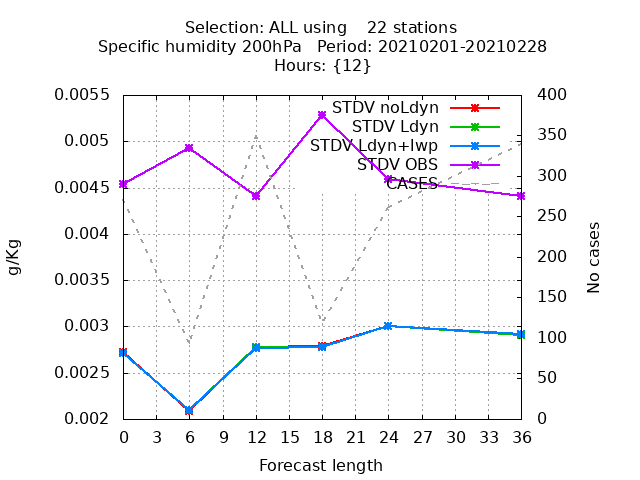 Selection: ALL using    22 stations
Specific humidity 200hPa   Period: 20210201-20210228
Hours: {12}
0.0055
0.005
0.0045
0.004
0.0035
0.003
0.0025
0.002
400
350
300
250
200
150
100
50
0
STDV noLdyn
STDV Ldyn
STDV Ldyn+lwp
STDV OBS
CASES
g/Kg
No cases
0 3 6 9 12 15 18 21 24 27 30 33 36
Forecast length